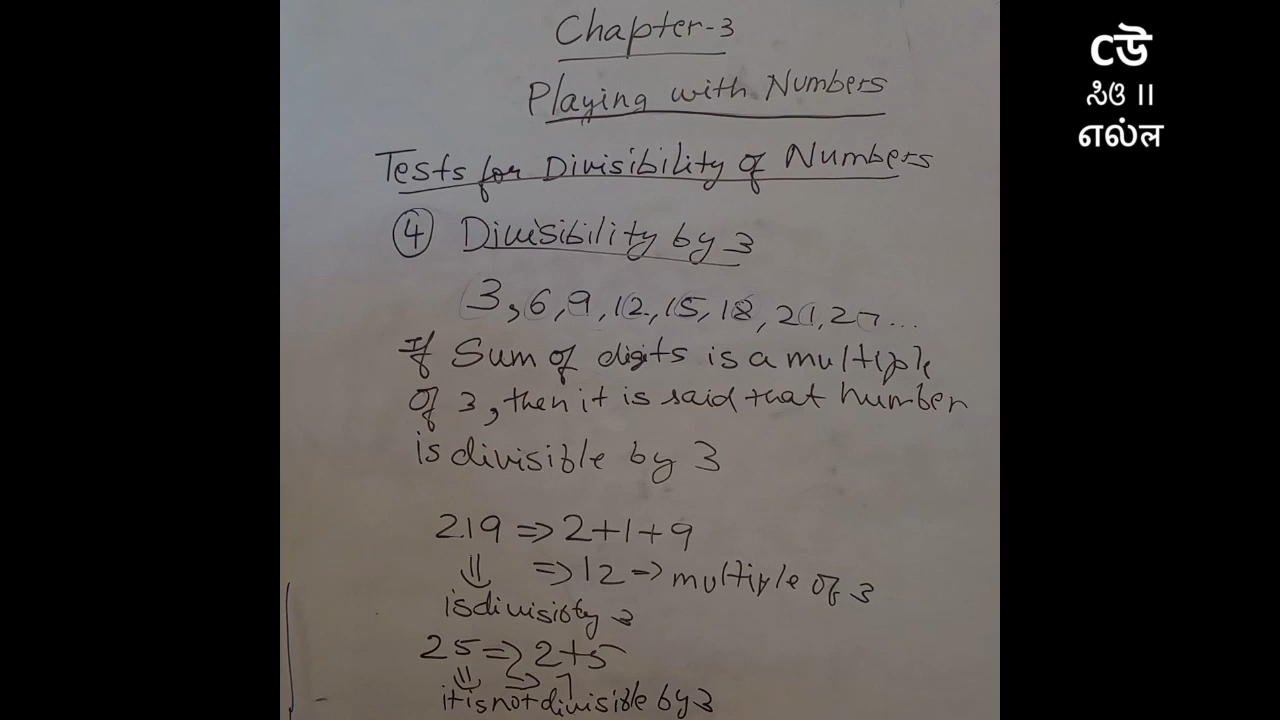 Chapter-3
Playing with Numbers
Tests for Divisibility of Numbers
④ Divisibility by 3
3, 6, 9, 12, 15, 18, 21, 27...
If Sum of digits is a multiple
of 3, then it is said that number
is divisible by 3
219 ⇒ 2+1+9
⇓ ⇒ 12 → multiple of 3
is divisibly 3
25 ⇒ 2+5
⇓ ⇒ 7
it is not divisible by 3
Cউ
ಸಿಓ ॥
எல்ல